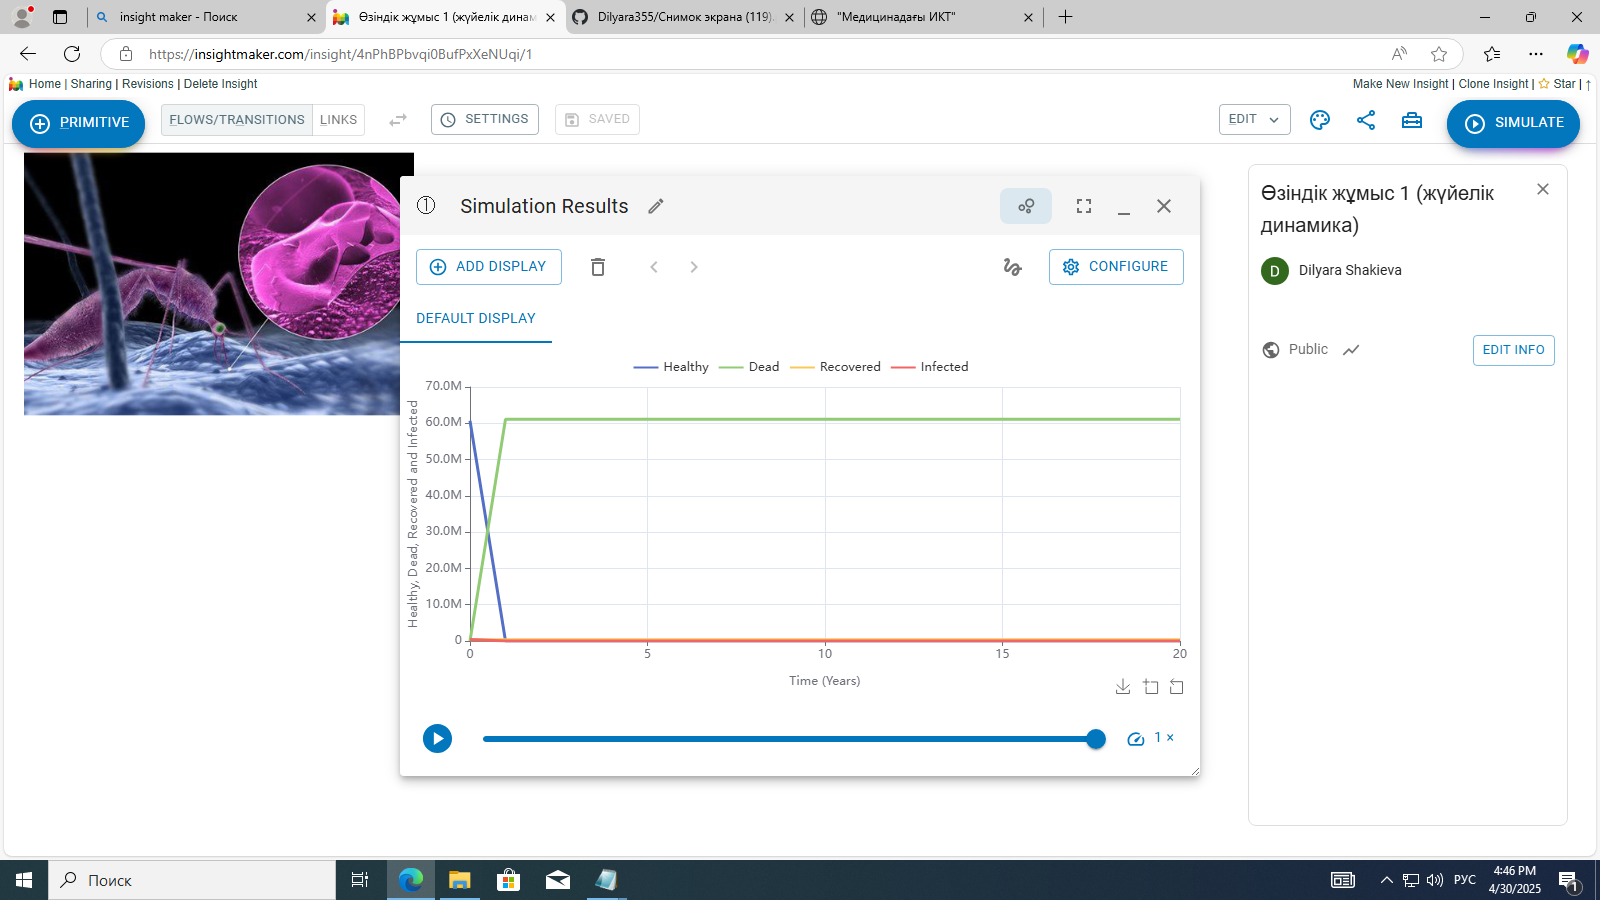 insight maker - Поиск
Өзіндік жұмыс 1 (жүйелік динам
Dilyara355/Снимок экрана (119).
"Медицинадағы ИКТ"
https://insightmaker.com/insight/4nPhBPbvqi0BufPxXeNUqi/1
Home | Sharing | Revisions | Delete Insight
Make New Insight | Clone Insight | Star |
PRIMITIVE
FLOWS/TRANSITIONS
LINKS
SETTINGS
SAVED
EDIT
SIMULATE
1
Simulation Results
ADD DISPLAY
CONFIGURE
DEFAULT DISPLAY
Healthy
Dead
Recovered
Infected
Healthy, Dead, Recovered and Infected
70.0M
60.0M
50.0M
40.0M
30.0M
20.0M
10.0M
0
0
5
10
15
20
Time (Years)
1 ×
Өзіндік жұмыс 1 (жүйелік
динамика)
D
Dilyara Shakieva
Public
EDIT INFO
Поиск
РУС
4:46 PM
4/30/2025
1